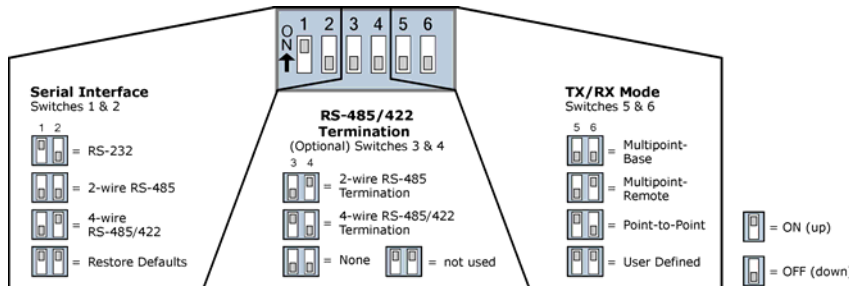 O
N
1 2 3 4 5 6
Serial Interface
Switches 1 & 2
1 2
= RS-232
= 2-wire RS-485
= 4-wire
RS-485/422
= Restore Defaults
RS-485/422
Termination
(Optional) Switches 3 & 4
3 4
= 2-wire RS-485
Termination
= 4-wire RS-485/422
Termination
= None
= not used
TX/RX Mode
Switches 5 & 6
5 6
= Multipoint-
Base
= Multipoint-
Remote
= Point-to-Point
= User Defined
= ON (up)
= OFF (down)